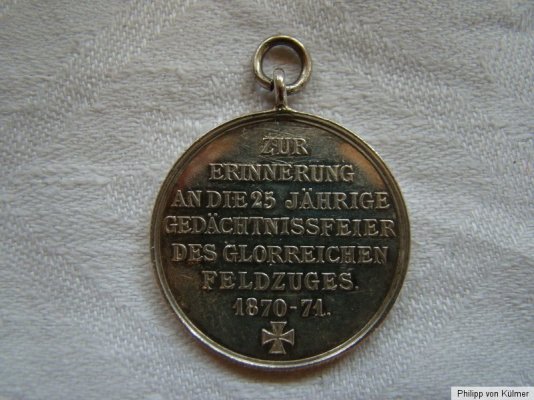 ZUR
ERINNERUNG
AN DIE 25 JÄHRIGE
GEDÄCHTNISSFEIER
DES GLORREICHEN
FELDZUGES.
1870-71.
Philipp von Külmer